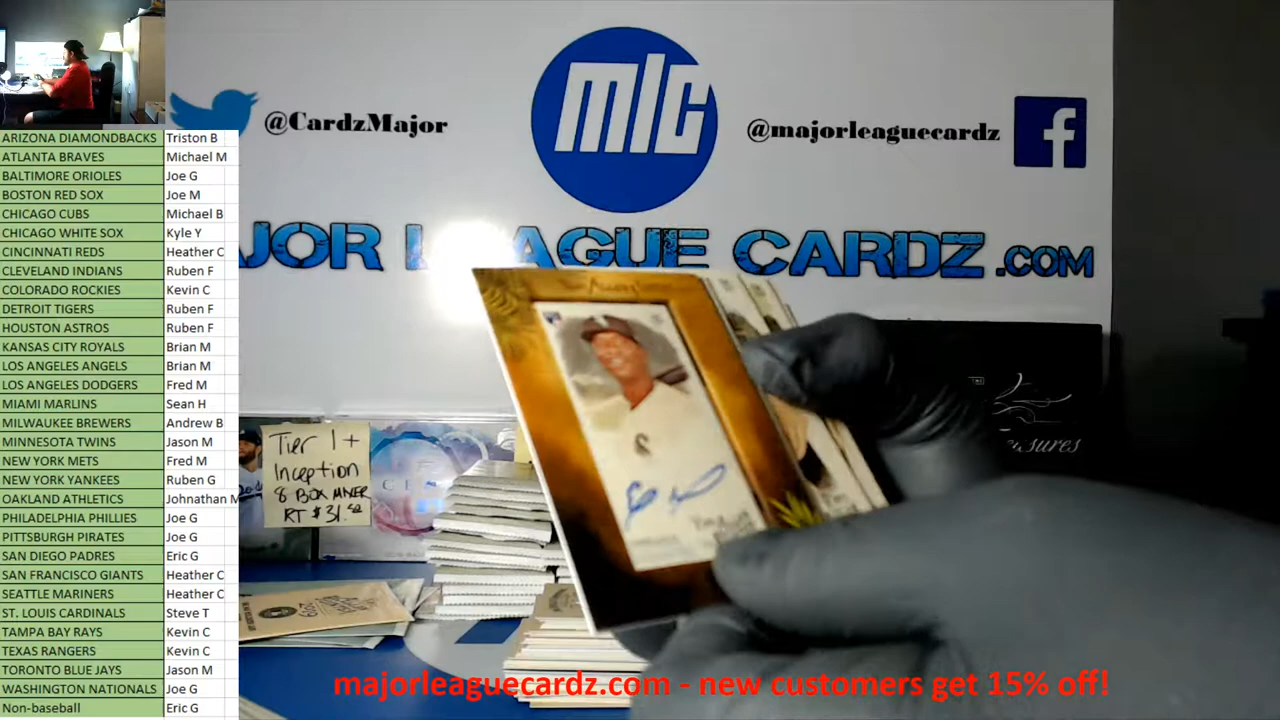 @CardzMajor
mlc
@majorleaguecardz
f
JOR LEAGUE CARDZ.COM
ARIZONA DIAMONDBACKS Triston B
ATLANTA BRAVES Michael M
BALTIMORE ORIOLES Joe G
BOSTON RED SOX Joe M
CHICAGO CUBS Michael B
CHICAGO WHITE SOX Kyle Y
CINCINNATI REDS Heather C
CLEVELAND INDIANS Ruben F
COLORADO ROCKIES Kevin C
DETROIT TIGERS Ruben F
HOUSTON ASTROS Ruben F
KANSAS CITY ROYALS Brian M
LOS ANGELES ANGELS Brian M
LOS ANGELES DODGERS Fred M
MIAMI MARLINS Sean H
MILWAUKEE BREWERS Andrew B
MINNESOTA TWINS Jason M
NEW YORK METS Fred M
NEW YORK YANKEES Ruben G
OAKLAND ATHLETICS Johnathan M
PHILADELPHIA PHILLIES Joe G
PITTSBURGH PIRATES Joe G
SAN DIEGO PADRES Eric G
SAN FRANCISCO GIANTS Heather C
SEATTLE MARINERS Heather C
ST. LOUIS CARDINALS Steve T
TAMPA BAY RAYS Kevin C
TEXAS RANGERS Kevin C
TORONTO BLUE JAYS Jason M
WASHINGTON NATIONALS Joe G
Non-baseball Eric G
Tier 1 +
Inception
8 BOX MIXER
RT $31.
majorleaguecardz.com - new customers get 15% off!